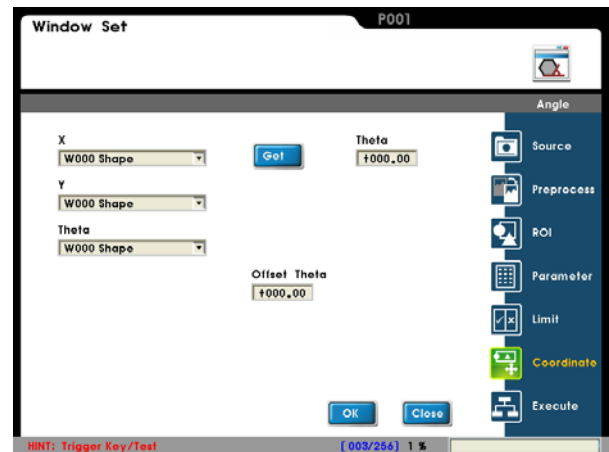 Window Set
P001
Angle
X
W000 Shape
Get
Theta
+000.00
Y
W000 Shape
Theta
W000 Shape
Offset Theta
+000.00
OK
Close
Source
Preprocess
ROI
Parameter
Limit
Coordinate
Execute
HINT: Trigger Key/Test
[003/256] 1 %